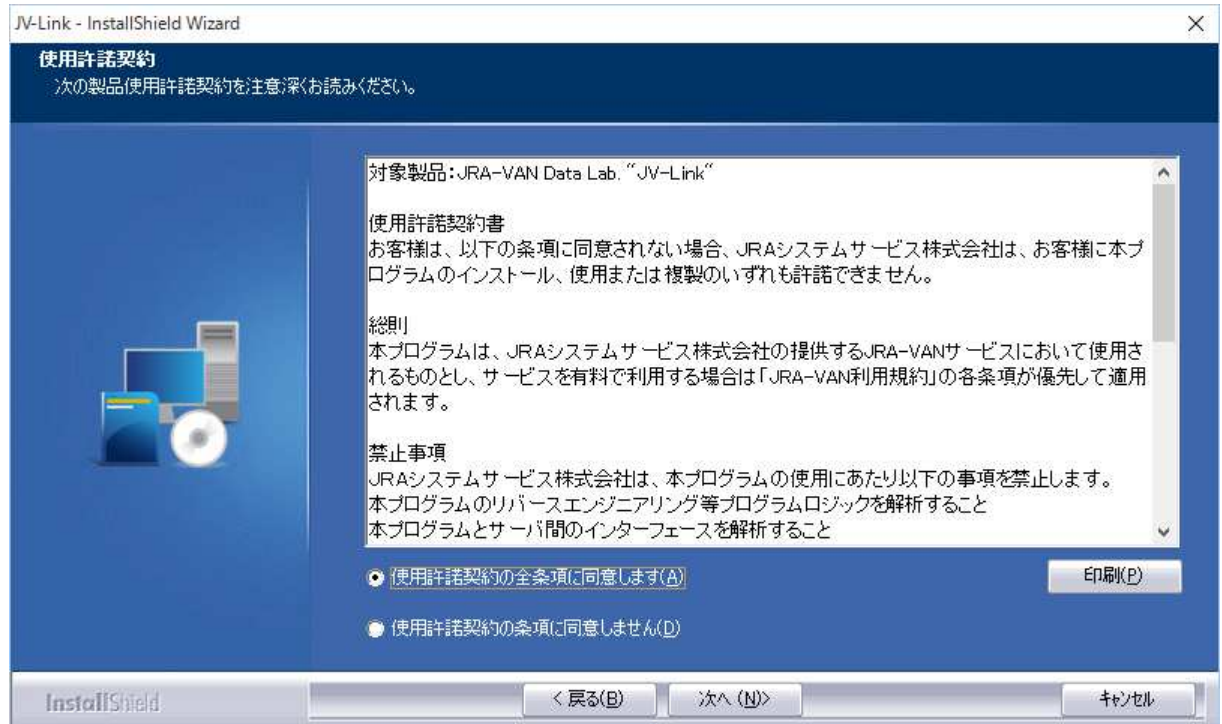 JV-Link - InstallShield Wizard
使用許諾契約
次の製品使用許諾契約を注意深くお読みください。
対象製品：JRA-VAN Data Lab. “JV-Link“
使用許諾契約書
お客様は、以下の条項に同意されない場合、JRAシステムサービス株式会社は、お客様に本プ
ログラムのインストール、使用または複製のいずれも許諾できません。
総則
本プログラムは、JRAシステムサービス株式会社の提供するJRA-VANサービスにおいて使用さ
れるものとし、サービスを有料で利用する場合は「JRA-VAN利用規約」の各条項が優先して適用
されます。
禁止事項
JRAシステムサービス株式会社は、本プログラムの使用にあたり以下の事項を禁止します。
本プログラムのリバースエンジニアリング等プログラムロジックを解析すること
本プログラムとサーバ間のインターフェースを解析すること
使用許諾契約の全条項に同意します(A)
印刷(P)
使用許諾契約の条項に同意しません(D)
InstallShield
< 戻る(B)
次へ (N)>
キャンセル